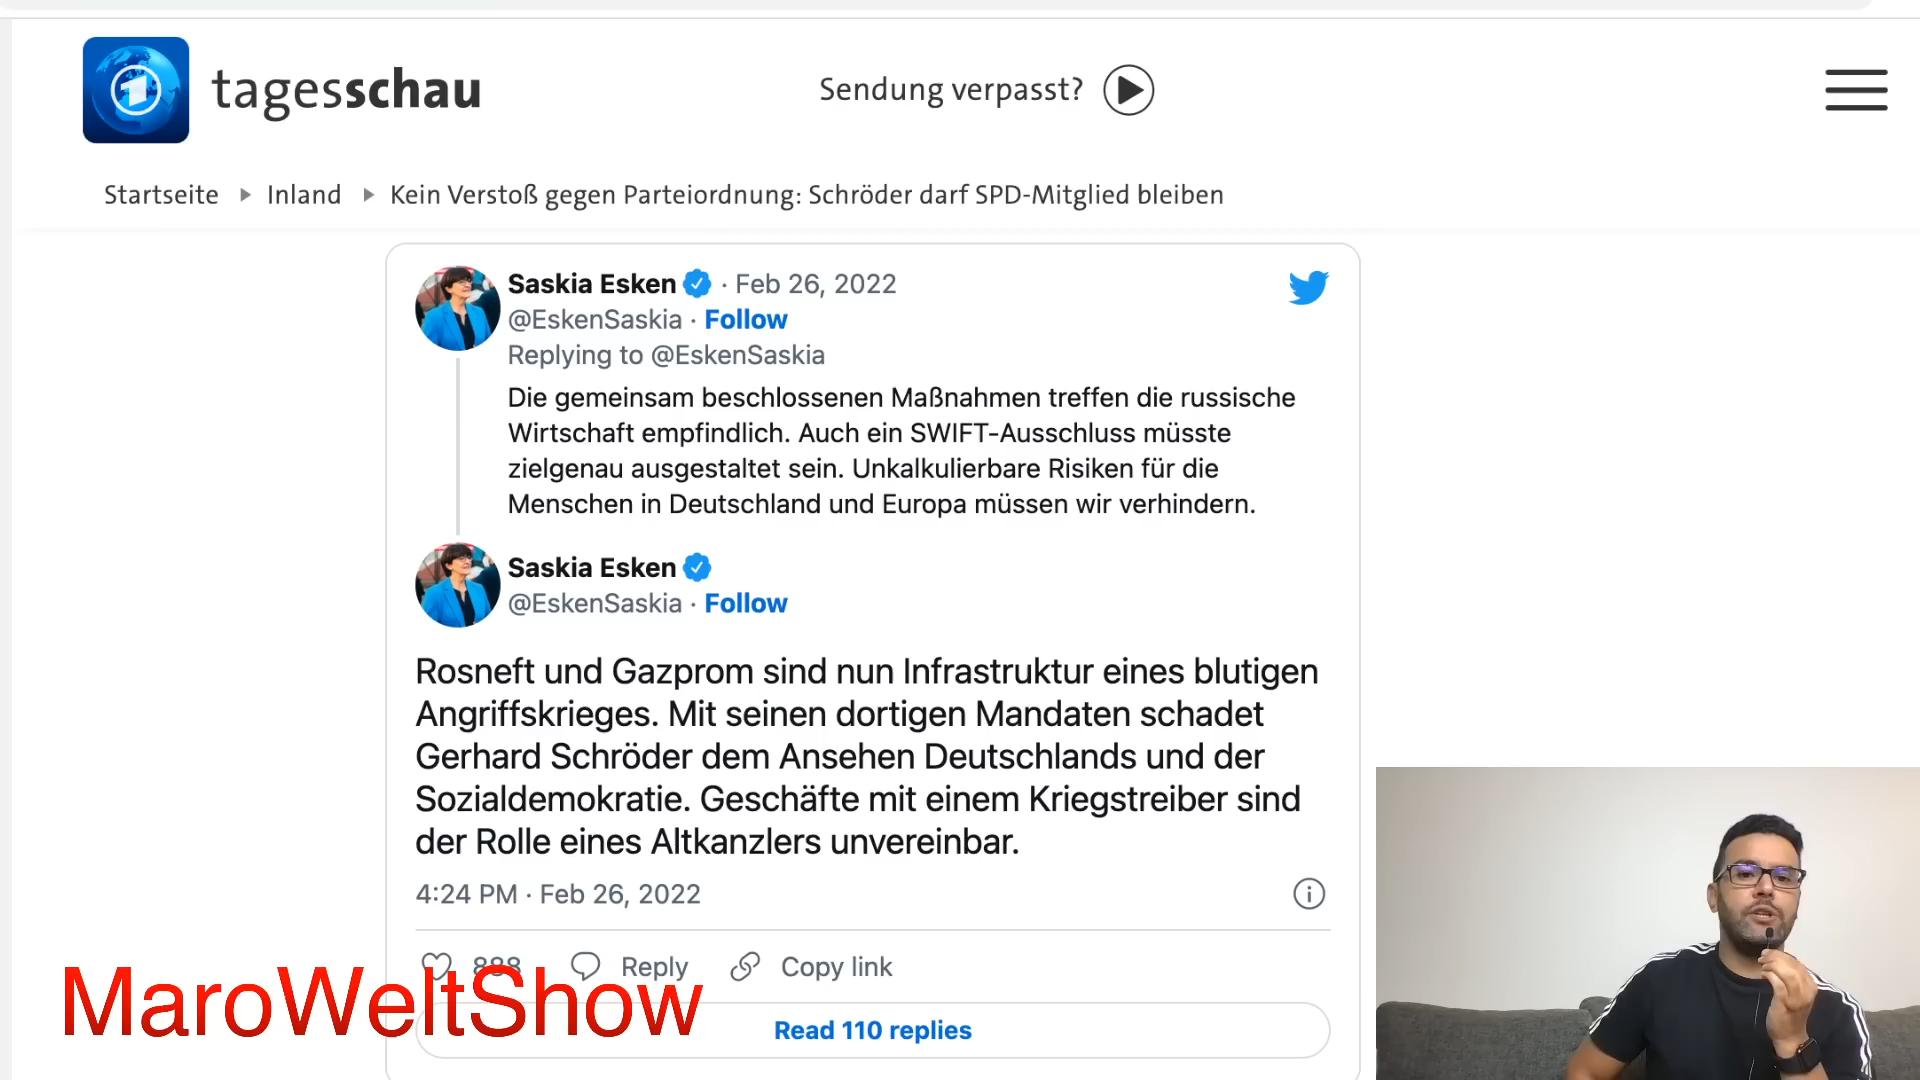 tagesschau
Sendung verpasst?
Startseite Inland Kein Verstoß gegen Parteiordnung: Schröder darf SPD-Mitglied bleiben
Saskia Esken · Feb 26, 2022
@EskenSaskia · Follow
Replying to @EskenSaskia
Die gemeinsam beschlossenen Maßnahmen treffen die russische
Wirtschaft empfindlich. Auch ein SWIFT-Ausschluss müsste
zielgenau ausgestaltet sein. Unkalkulierbare Risiken für die
Menschen in Deutschland und Europa müssen wir verhindern.
Saskia Esken
@EskenSaskia · Follow
Rosneft und Gazprom sind nun Infrastruktur eines blutigen
Angriffskrieges. Mit seinen dortigen Mandaten schadet
Gerhard Schröder dem Ansehen Deutschlands und der
Sozialdemokratie. Geschäfte mit einem Kriegstreiber sind
der Rolle eines Altkanzlers unvereinbar.
4:24 PM · Feb 26, 2022
888 Reply Copy link
MaroWeltShow
Read 110 replies